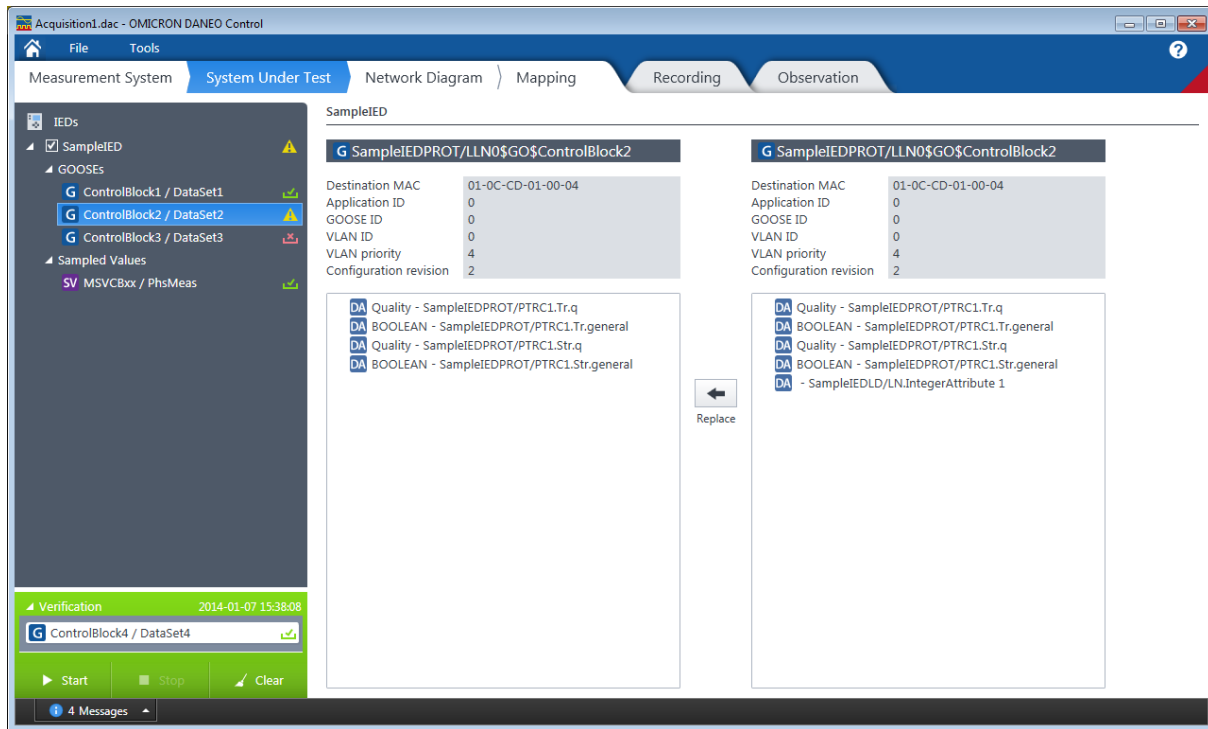 Acquisition1.dac - OMICRON DANEO Control
File Tools
?
Measurement System System Under Test Network Diagram Mapping Recording Observation
IEDs
SampleIED
GOOSEs
G ControlBlock1 / DataSet1
G ControlBlock2 / DataSet2
G ControlBlock3 / DataSet3
Sampled Values
SV MSVCBxx / PhsMeas
Verification 2014-01-07 15:38:08
G ControlBlock4 / DataSet4
Start Stop Clear
4 Messages
SampleIED
G SampleIEDPROT/LLN0$GO$ControlBlock2
Destination MAC 01-0C-CD-01-00-04
Application ID 0
GOOSE ID 0
VLAN ID 0
VLAN priority 4
Configuration revision 2
DA Quality - SampleIEDPROT/PTRC1.Tr.q
DA BOOLEAN - SampleIEDPROT/PTRC1.Tr.general
DA Quality - SampleIEDPROT/PTRC1.Str.q
DA BOOLEAN - SampleIEDPROT/PTRC1.Str.general
Replace
G SampleIEDPROT/LLN0$GO$ControlBlock2
Destination MAC 01-0C-CD-01-00-04
Application ID 0
GOOSE ID 0
VLAN ID 0
VLAN priority 4
Configuration revision 2
DA Quality - SampleIEDPROT/PTRC1.Tr.q
DA BOOLEAN - SampleIEDPROT/PTRC1.Tr.general
DA Quality - SampleIEDPROT/PTRC1.Str.q
DA BOOLEAN - SampleIEDPROT/PTRC1.Str.general
DA - SampleIEDLD/LN.IntegerAttribute 1